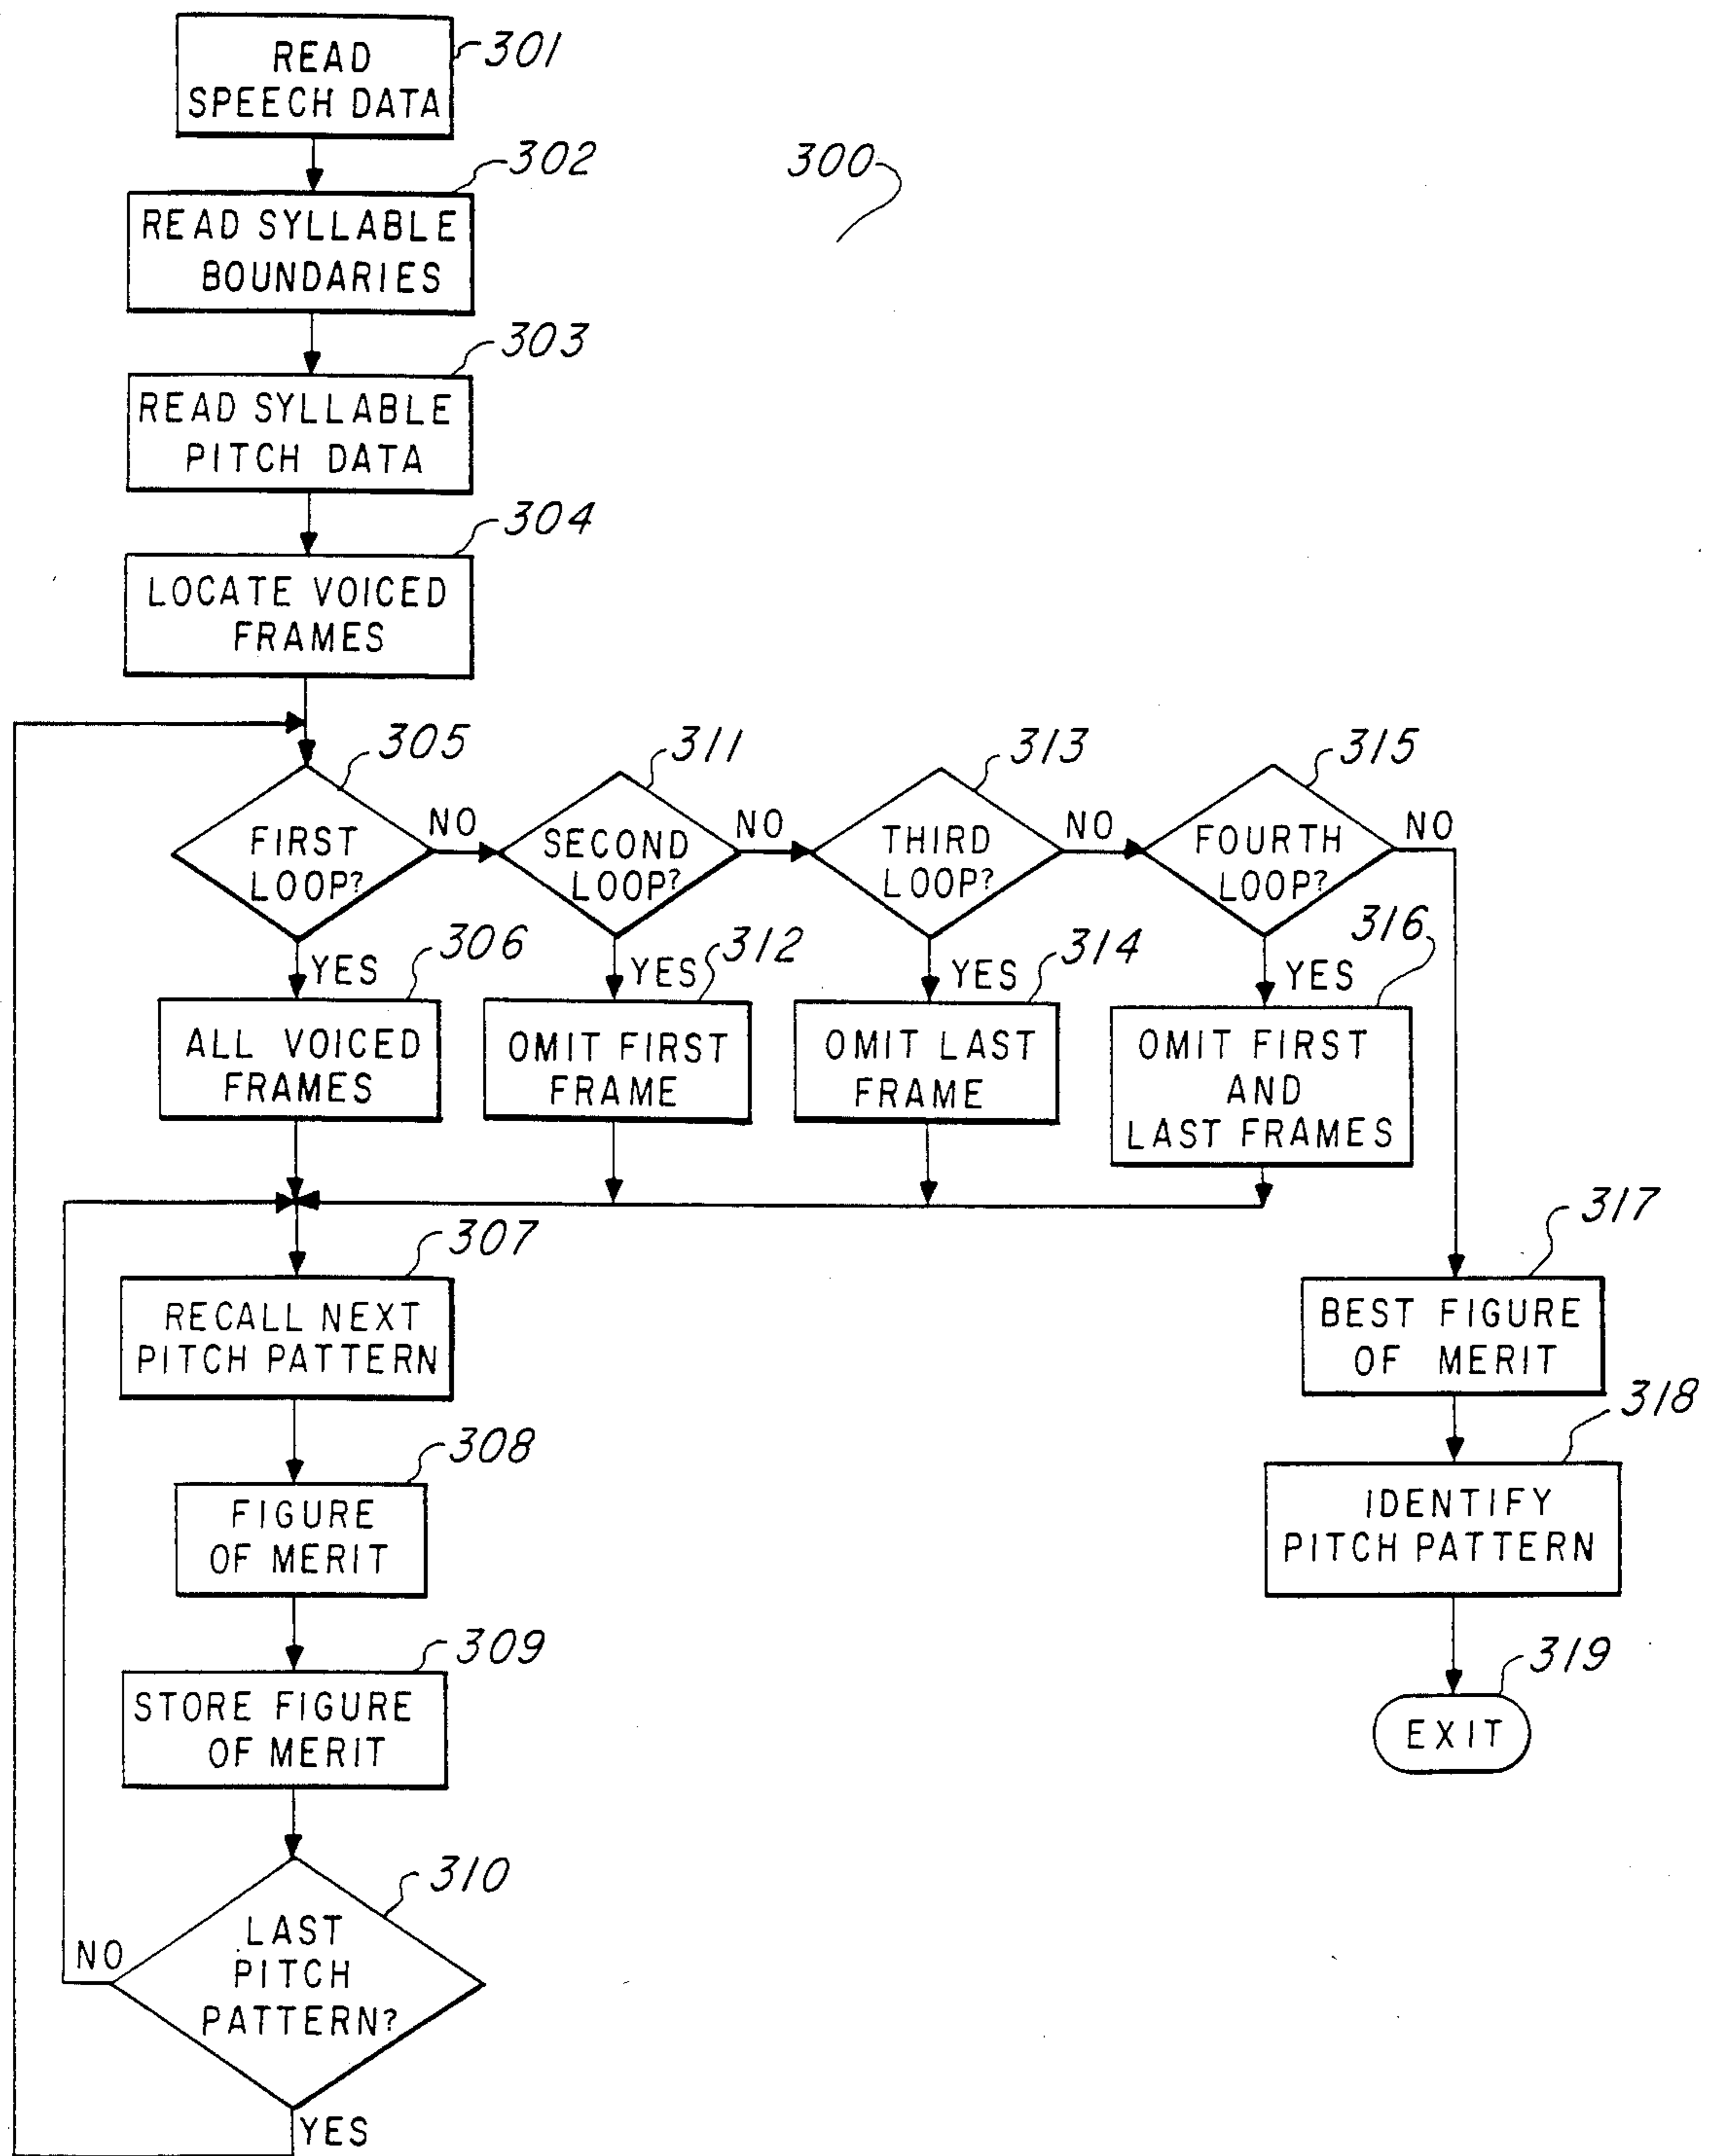 READ
SPEECH DATA
301
302
300
READ SYLLABLE
BOUNDARIES
303
READ SYLLABLE
PITCH DATA
304
LOCATE VOICED
FRAMES
305
311
313
315
FIRST
LOOP?
NO
SECOND
LOOP?
NO
THIRD
LOOP?
NO
FOURTH
LOOP?
NO
YES
306
YES
312
YES
314
YES
316
ALL VOICED
FRAMES
OMIT FIRST
FRAME
OMIT LAST
FRAME
OMIT FIRST
AND
LAST FRAMES
307
317
RECALL NEXT
PITCH PATTERN
BEST FIGURE
OF MERIT
308
318
FIGURE
OF MERIT
IDENTIFY
PITCH PATTERN
309
319
STORE FIGURE
OF MERIT
EXIT
310
LAST
PITCH
PATTERN?
NO
YES